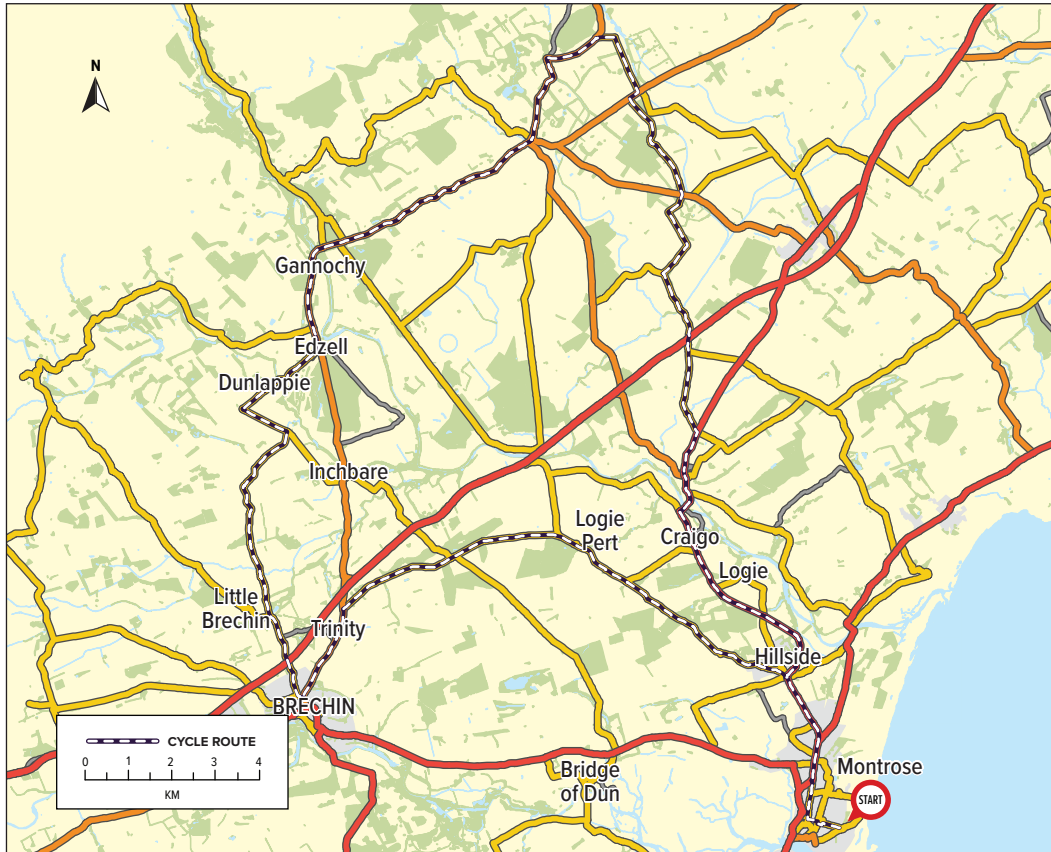 N
Gannochy
Edzell
Dunlappie
Inchbare
Logie
Pert
Craigo
Logie
Little
Brechin
Trinity
Hillside
BRECHIN
CYCLE ROUTE
0 1 2 3 4
KM
Bridge
of Dun
Montrose
START